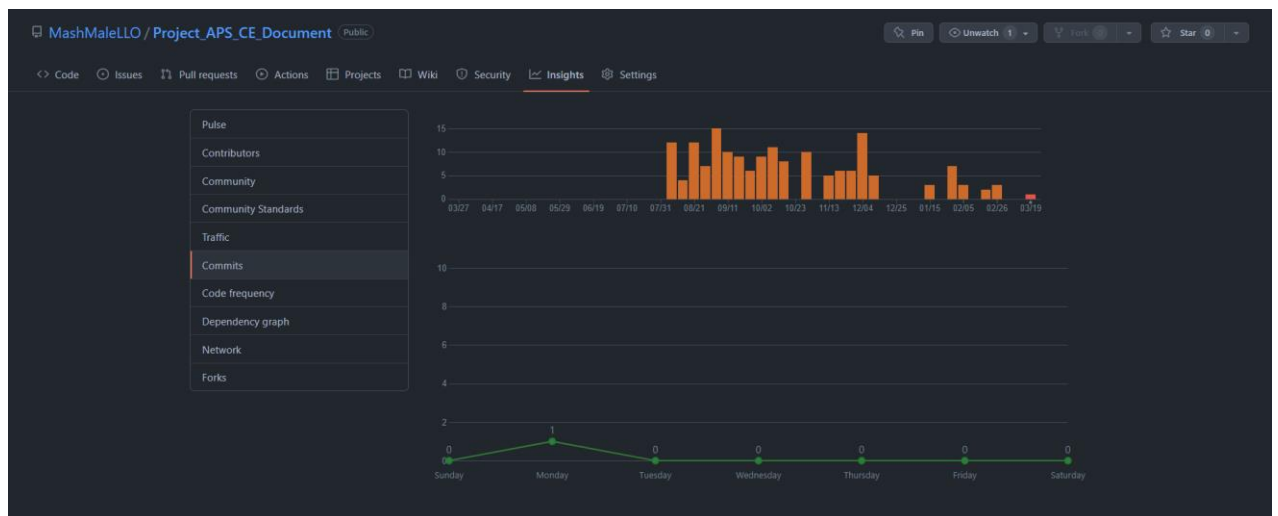 MashMaleLLO / Project_APS_CE_Document Public
Pin Unwatch 1 Fork 0 Star 0
Code Issues Pull requests Actions Projects Wiki Security Insights Settings
Pulse
Contributors
Community
Community Standards
Traffic
Commits
Code frequency
Dependency graph
Network
Forks
15
10
5
0
03/27 04/17 05/08 05/29 06/19 07/10 07/31 08/21 09/11 10/02 10/23 11/13 12/04 12/25 01/15 02/05 02/26 03/19
10
8
6
4
2
0
0 1 0 0 0 0 0
Sunday Monday Tuesday Wednesday Thursday Friday Saturday